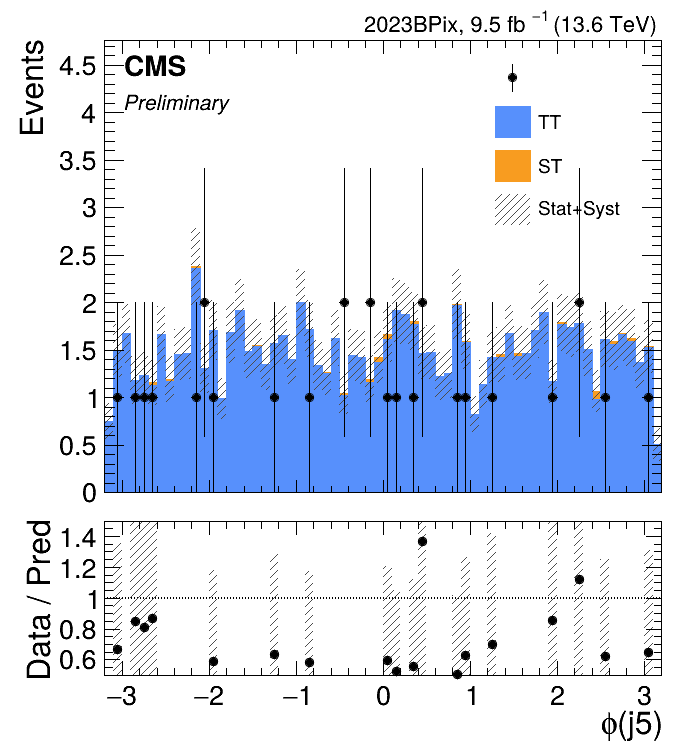 2023BPix, 9.5 fb⁻¹ (13.6 TeV)
Events
CMS
Preliminary
TT
ST
Stat+Syst
4.5
4
3.5
3
2.5
2
1.5
1
0.5
0
Data / Pred
1.4
1.2
1
0.8
0.6
−3 −2 −1 0 1 2 3
ϕ(j5)